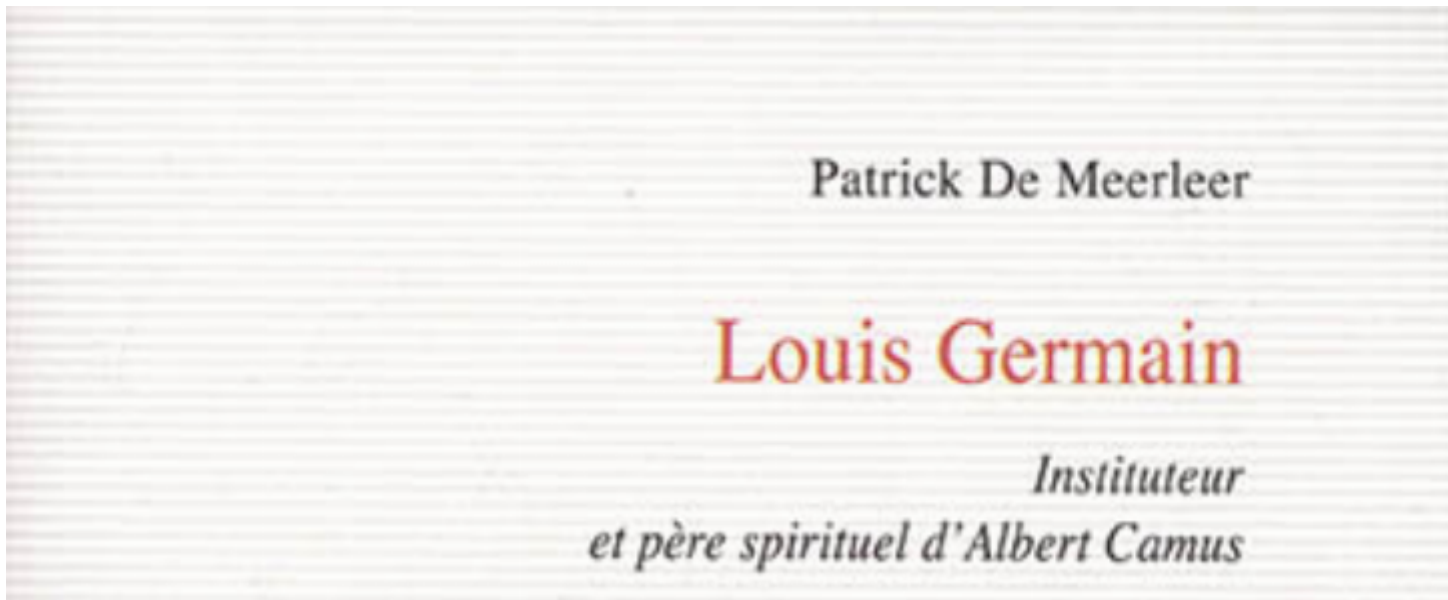 Patrick De Meerleer
Louis Germain
Instituteur
et père spirituel d'Albert Camus